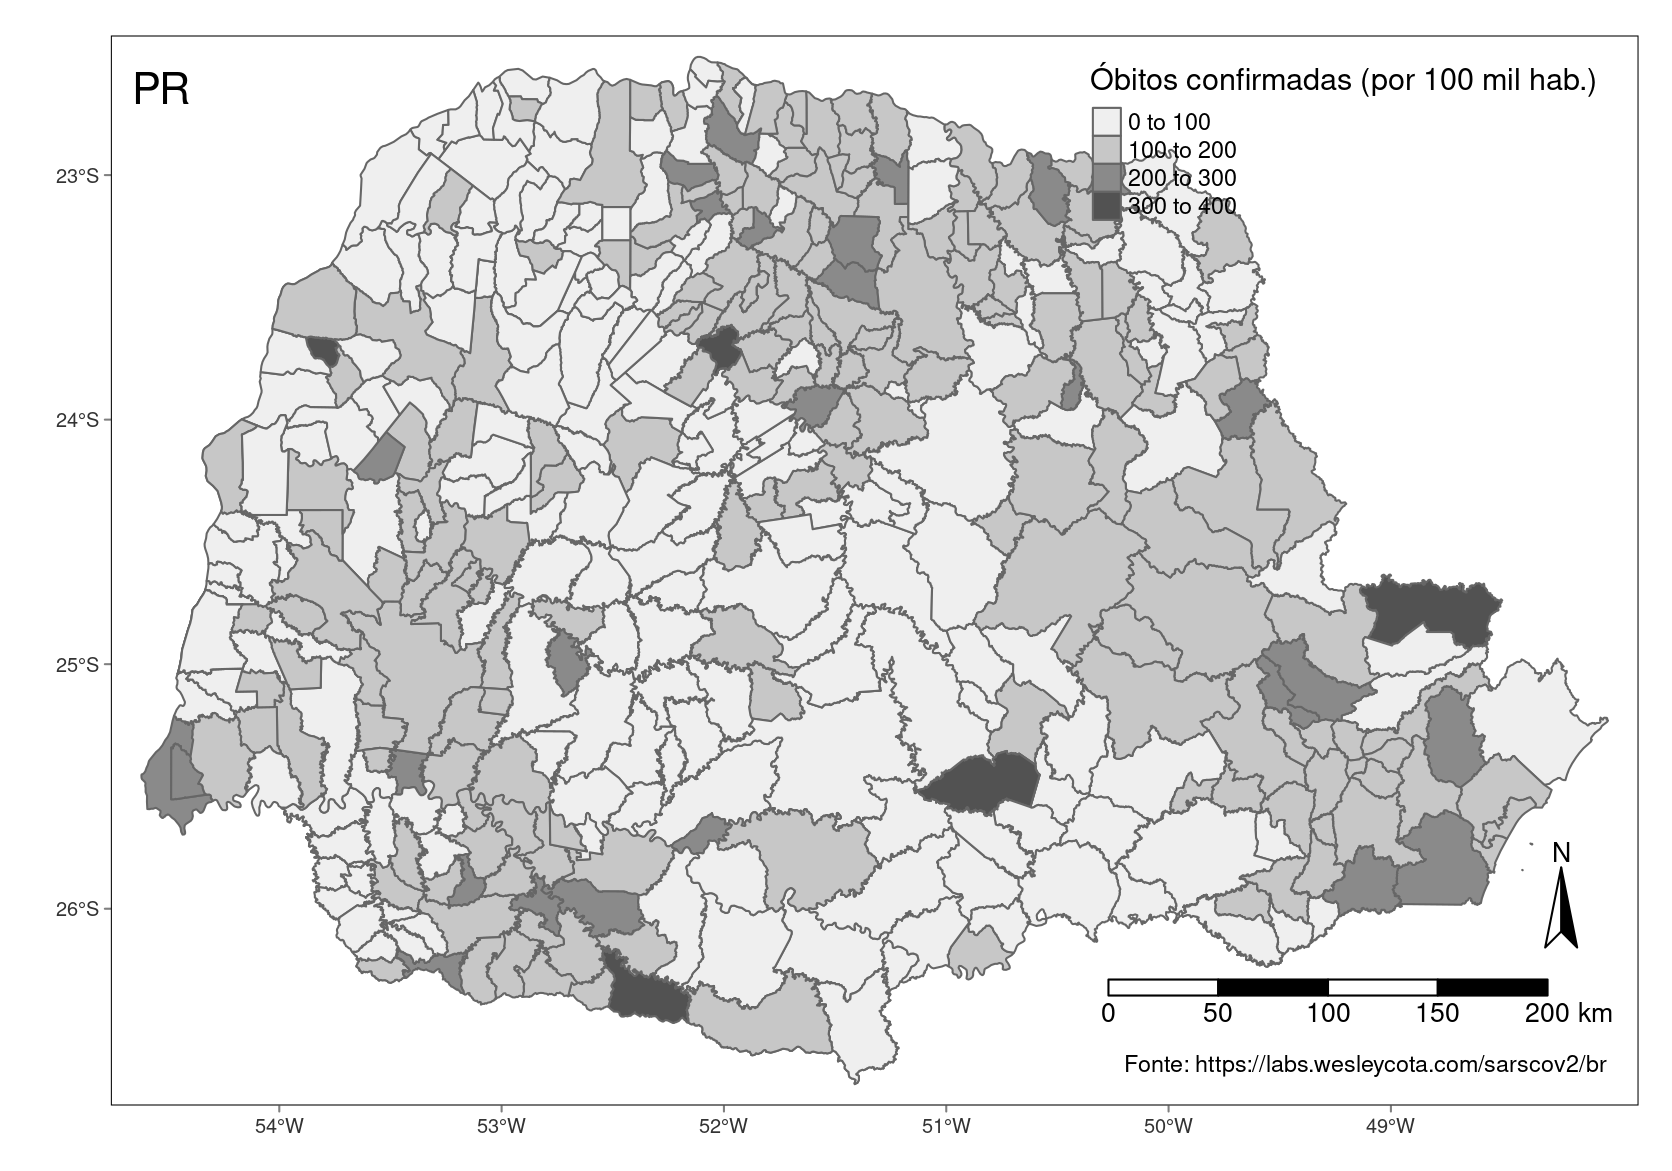 PR
Óbitos confirmadas (por 100 mil hab.)
0 to 100
100 to 200
200 to 300
300 to 400
23°S
24°S
25°S
26°S
N
0 50 100 150 200 km
Fonte: https://labs.wesleycota.com/sarscov2/br
54°W 53°W 52°W 51°W 50°W 49°W